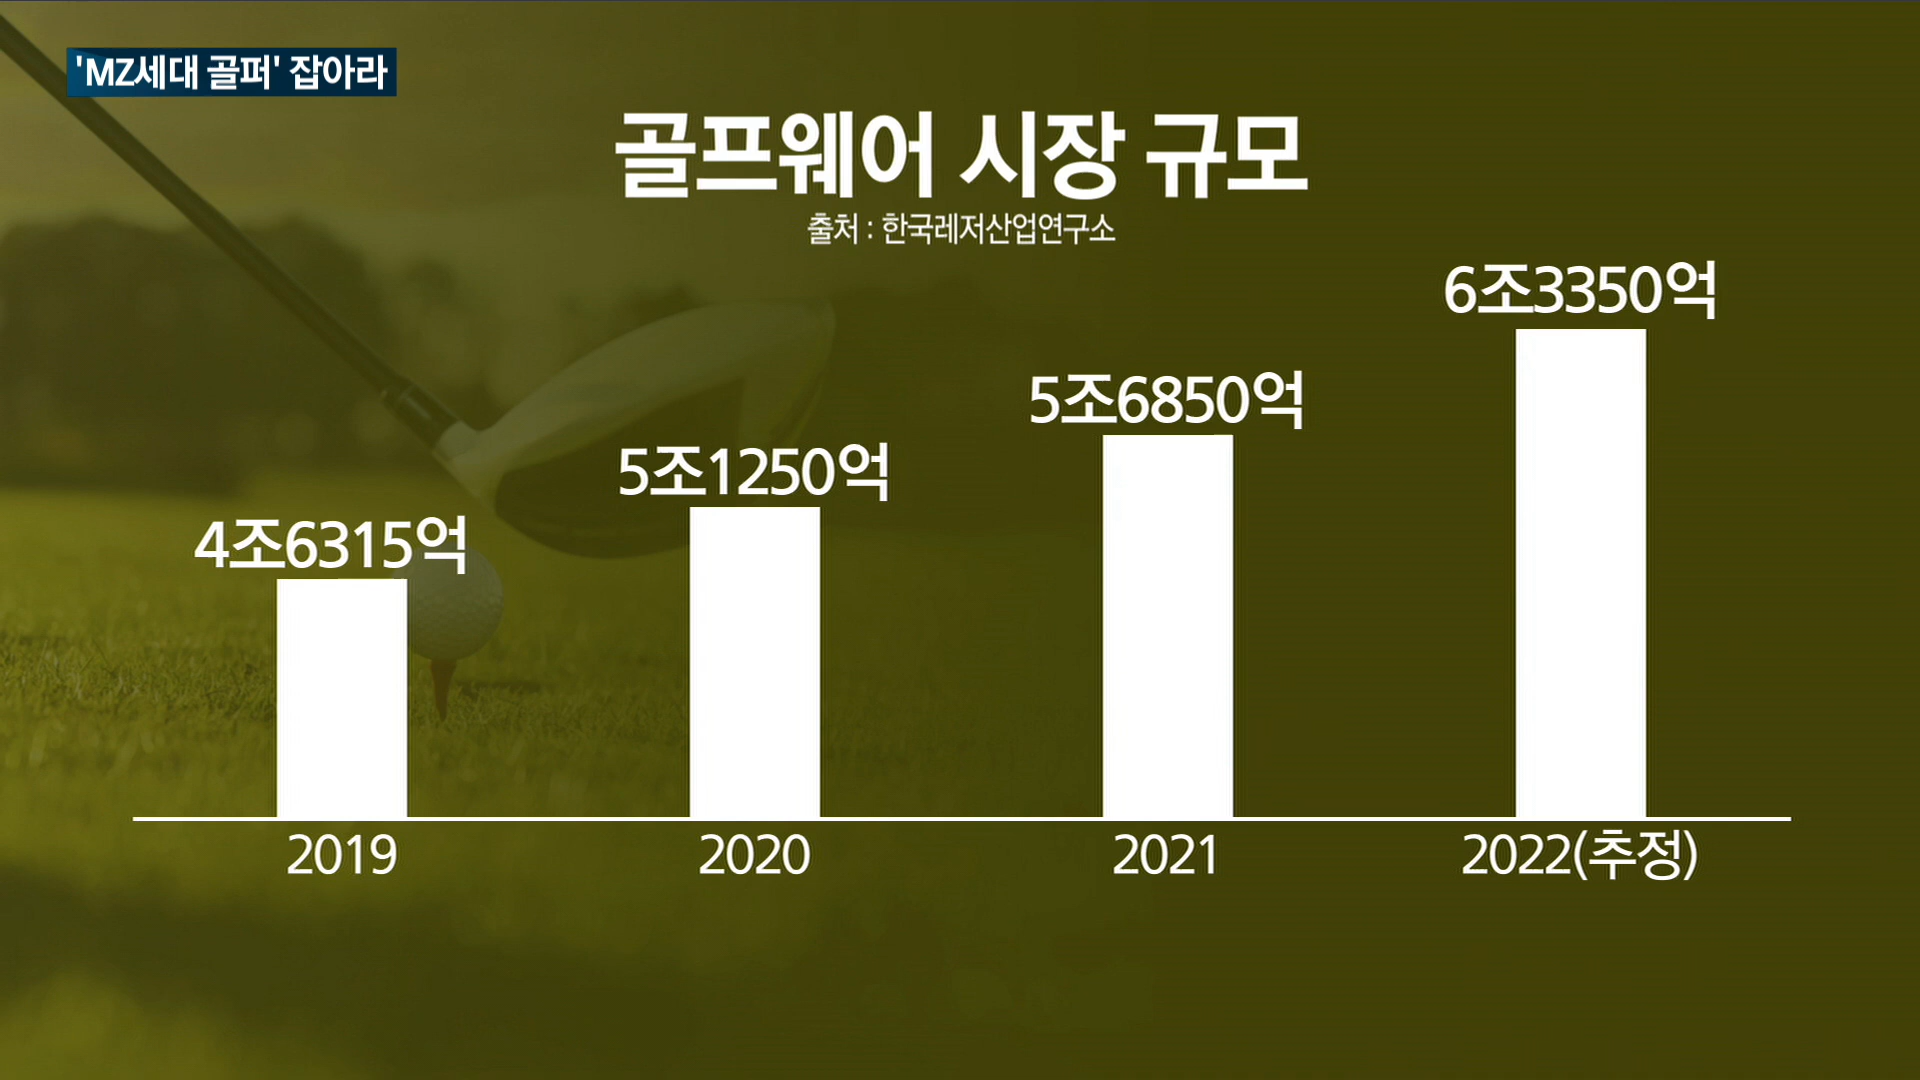 'MZ세대 골퍼' 잡아라
골프웨어 시장 규모
출처 : 한국레저산업연구소
6조3350억
5조6850억
5조1250억
4조6315억
2019
2020
2021
2022(추정)